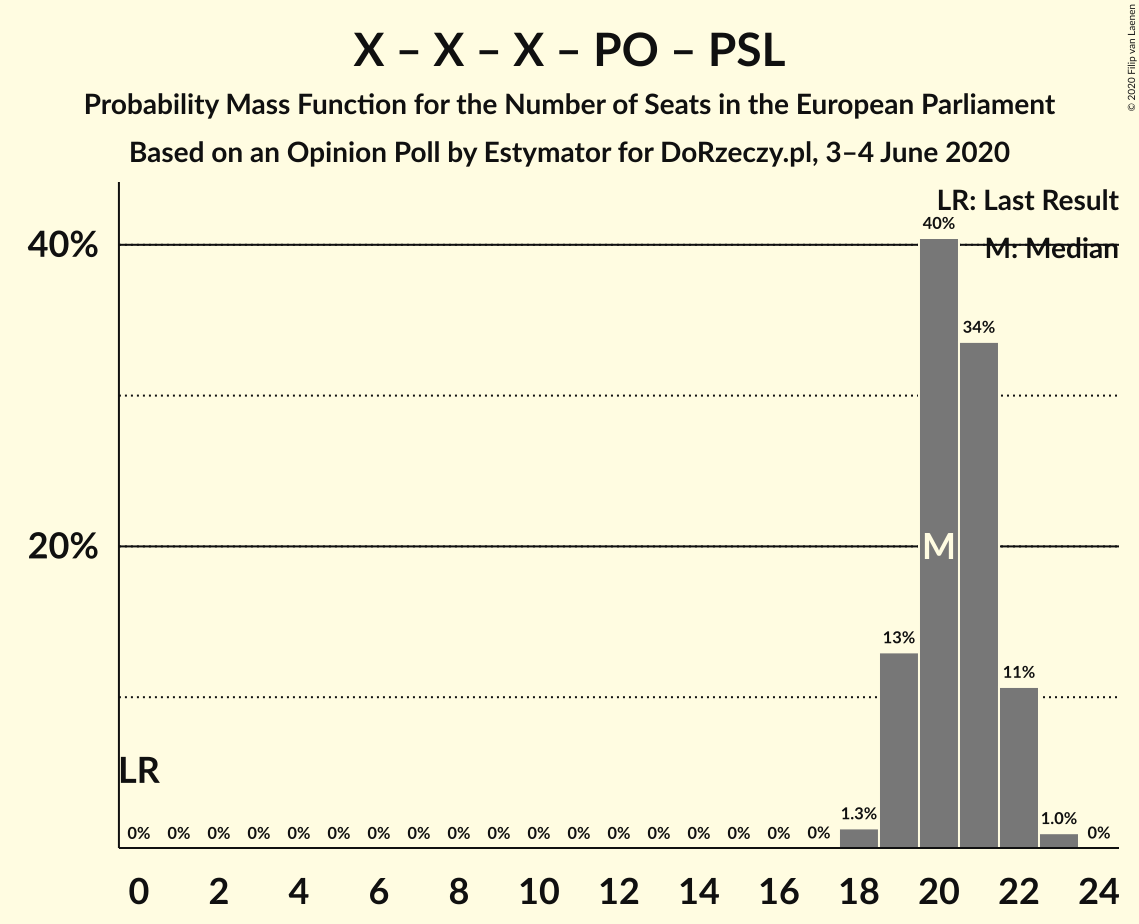 X – X – X – PO – PSL
Probability Mass Function for the Number of Seats in the European Parliament
Based on an Opinion Poll by Estymator for DoRzeczy.pl, 3–4 June 2020
© 2020 Filip van Laenen
LR: Last Result
M: Median
40%
20%
40%
34%
M
13%
11%
LR
0% 0% 0% 0% 0% 0% 0% 0% 0% 0% 0% 0% 0% 0% 0% 0% 0% 0% 1.3% 1.0% 0%
0 2 4 6 8 10 12 14 16 18 20 22 24